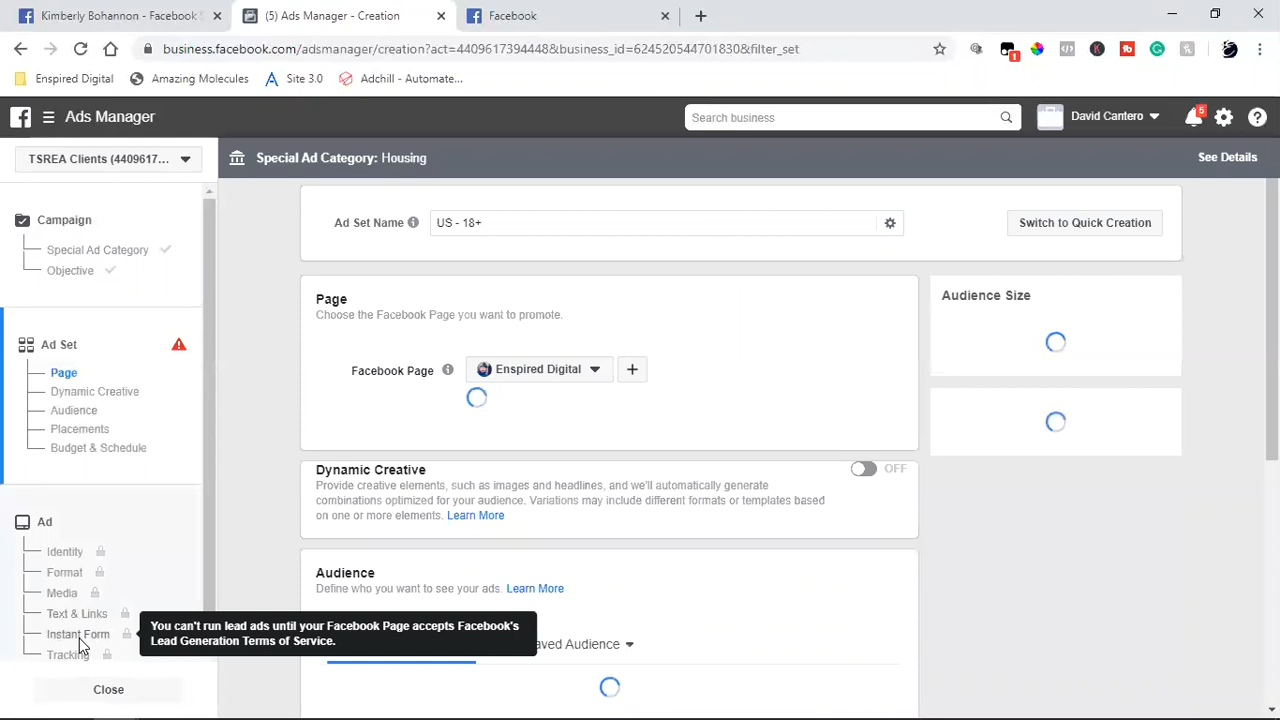 Kimberly Bohannon - Facebook S
(5) Ads Manager - Creation
Facebook
business.facebook.com/adsmanager/creation?act=440961739448&business_id=624520544701830&filter_set
1
Enspired Digital
Amazing Molecules
Site 3.0
Adchill - Automate...
Ads Manager
Search business
David Cantero
5
TSREA Clients (4409617...
Special Ad Category: Housing
See Details
Campaign
Special Ad Category
Objective
Ad Set Name
US - 18+
Switch to Quick Creation
Page
Choose the Facebook Page you want to promote.
Audience Size
Ad Set
Page
Dynamic Creative
Audience
Placements
Budget & Schedule
Facebook Page
Enspired Digital
Dynamic Creative
OFF
Provide creative elements, such as images and headlines, and we'll automatically generate
combinations optimized for your audience. Variations may include different formats or templates based
on one or more elements. Learn More
Ad
Identity
Format
Media
Text & Links
Instant Form
Tracking
Audience
Define who you want to see your ads. Learn More
You can't run lead ads until your Facebook Page accepts Facebook's
Lead Generation Terms of Service.
aved Audience
Close